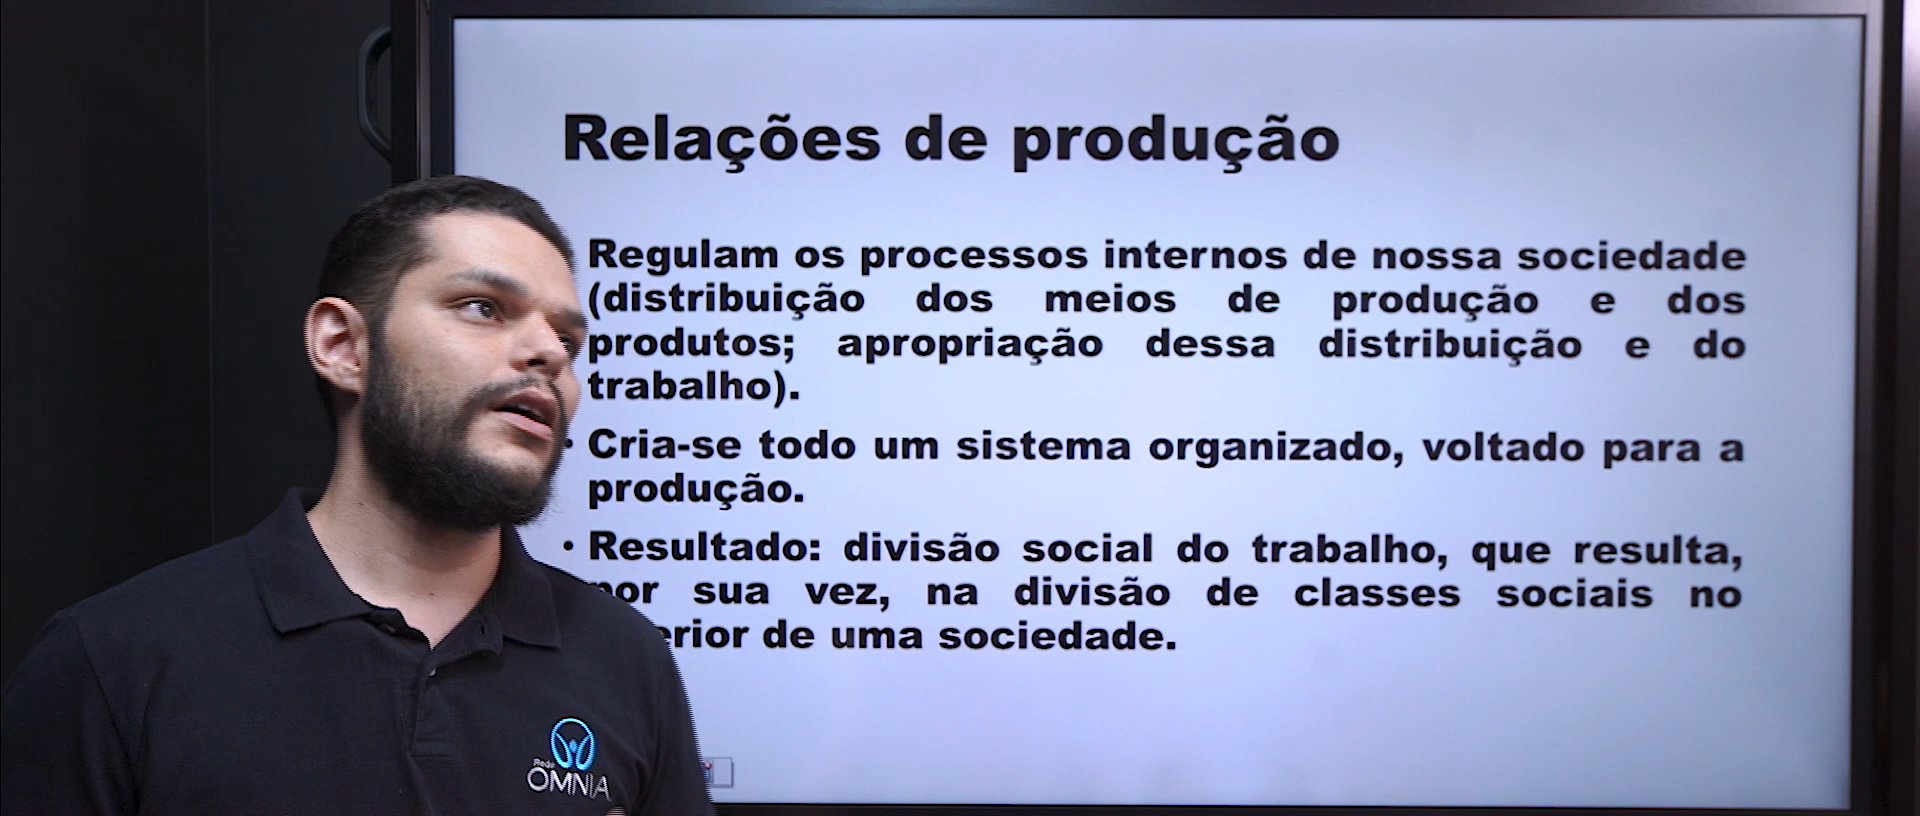 Relações de produção
Regulam os processos internos de nossa sociedade
(distribuição dos meios de produção e dos
produtos; apropriação dessa distribuição e do
trabalho).
• Cria-se todo um sistema organizado, voltado para a
produção.
• Resultado: divisão social do trabalho, que resulta,
por sua vez, na divisão de classes sociais no
de uma sociedade.
Rede
OMNIA